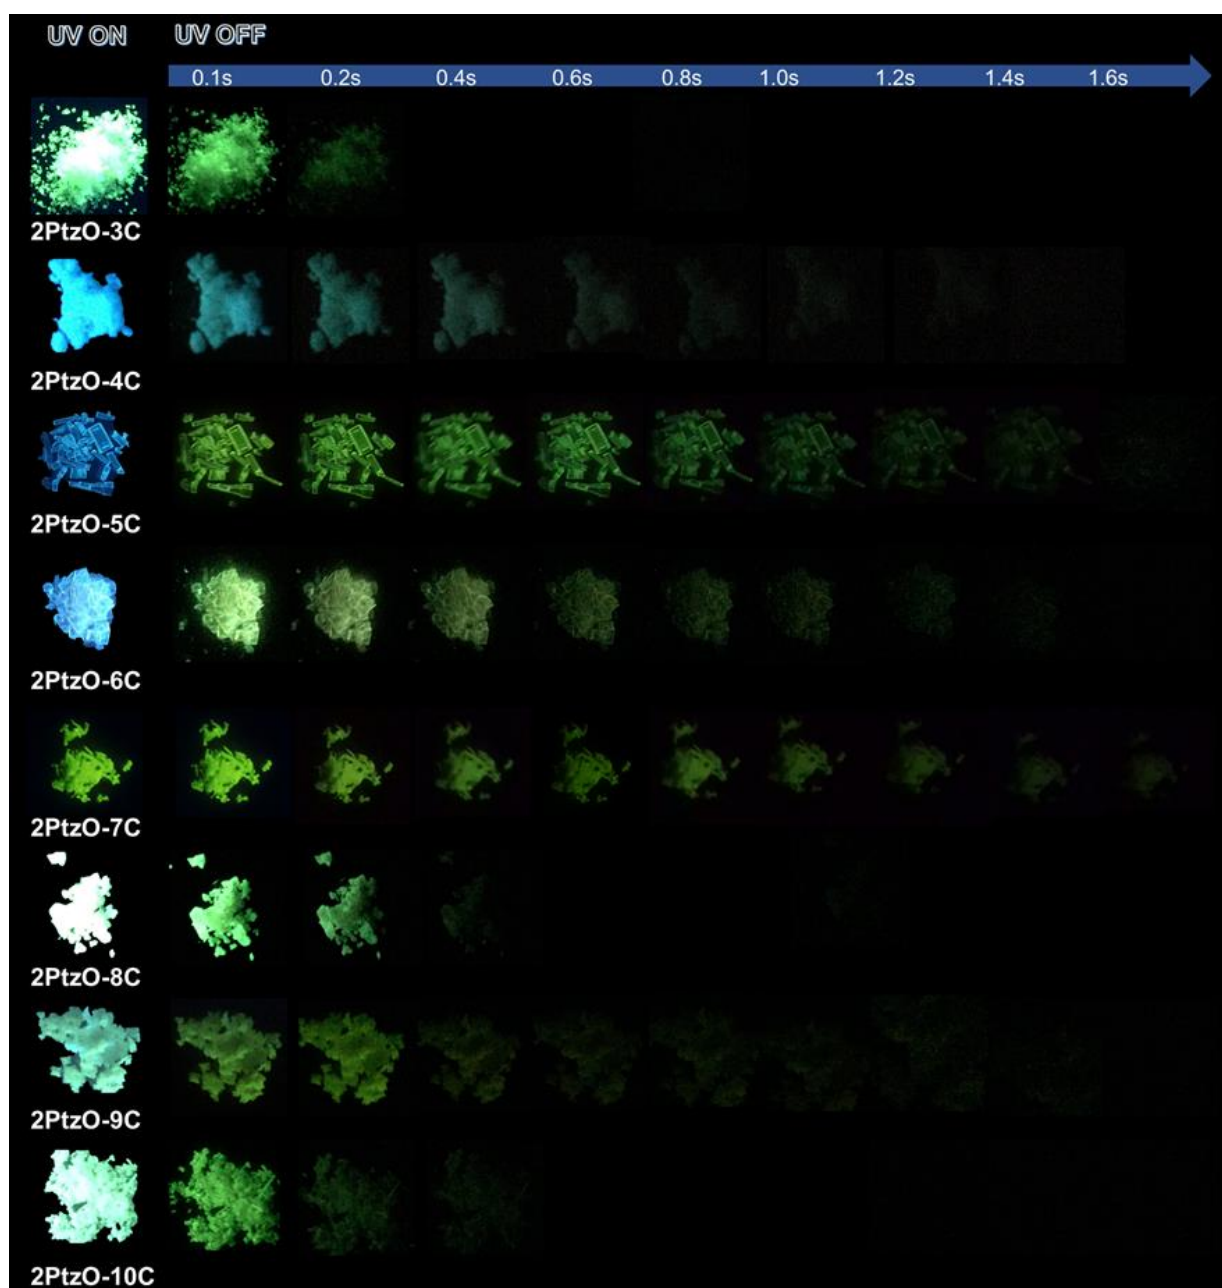 UV ON UV OFF
0.1s 0.2s 0.4s 0.6s 0.8s 1.0s 1.2s 1.4s 1.6s
2PtzO-3C
2PtzO-4C
2PtzO-5C
2PtzO-6C
2PtzO-7C
2PtzO-8C
2PtzO-9C
2PtzO-10C